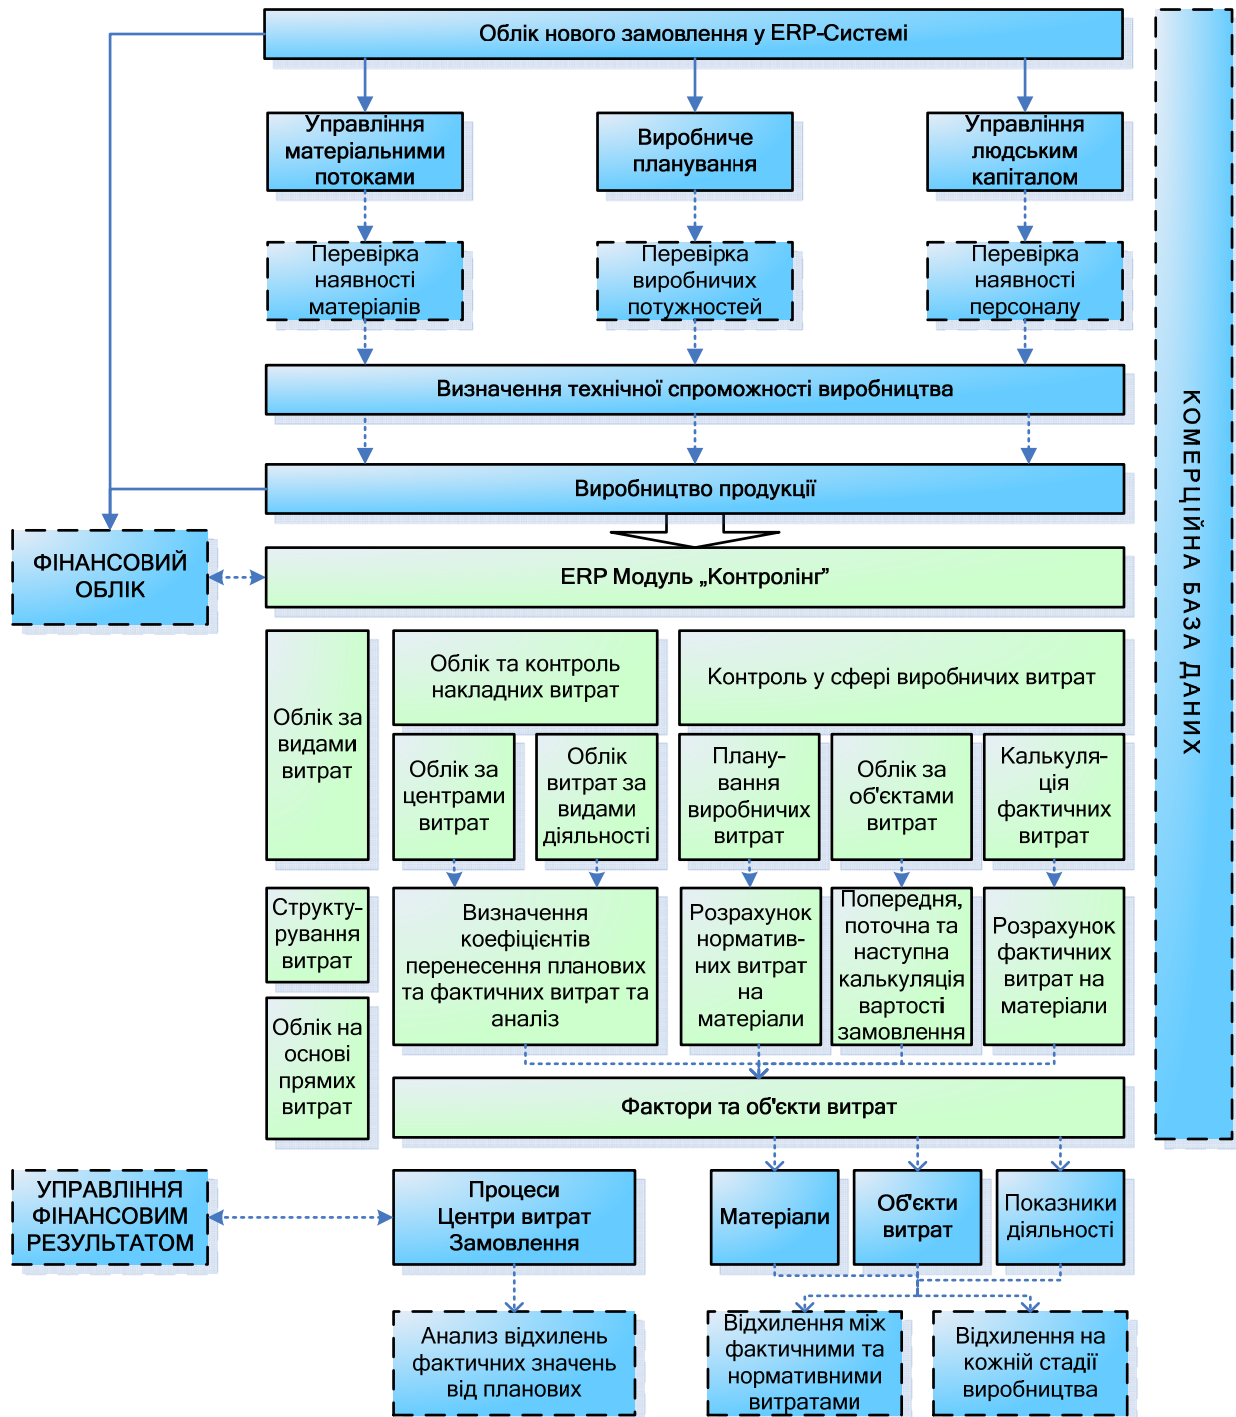 Облік нового замовлення у ERP-Системі
Управління
матеріальними
потоками
Виробниче
планування
Управління
людським
капіталом
Перевірка
наявності
матеріалів
Перевірка
виробничих
потужностей
Перевірка
наявності
персоналу
Визначення технічної спроможності виробництва
Виробництво продукції
ФІНАНСОВИЙ
ОБЛІК
ERP Модуль „Контролінг"
КОМЕРЦІЙНА БАЗА ДАНИХ
Облік за
видами
витрат
Облік та контроль
накладних витрат
Контроль у сфері виробничих витрат
Облік за
центрами
витрат
Облік
витрат за
видами
діяльності
Плану-
вання
виробничих
витрат
Облік за
об'єктами
витрат
Калькуля-
ція
фактичних
витрат
Структу-
рування
витрат
Визначення
коефіцієнтів
перенесення планових
та фактичних витрат та
аналіз
Розрахунок
норматив-
них витрат
на
матеріали
Попередня,
поточна та
наступна
калькуляція
вартості
замовлення
Розрахунок
фактичних
витрат на
матеріали
Облік на
основі
прямих
витрат
Фактори та об'єкти витрат
УПРАВЛІННЯ
ФІНАНСОВИМ
РЕЗУЛЬТАТОМ
Процеси
Центри витрат
Замовлення
Матеріали
Об'єкти
витрат
Показники
діяльності
Анализ відхилень
фактичних значень
від планових
Відхилення між
фактичними та
нормативними
витратами
Відхилення на
кожній стадії
виробництва